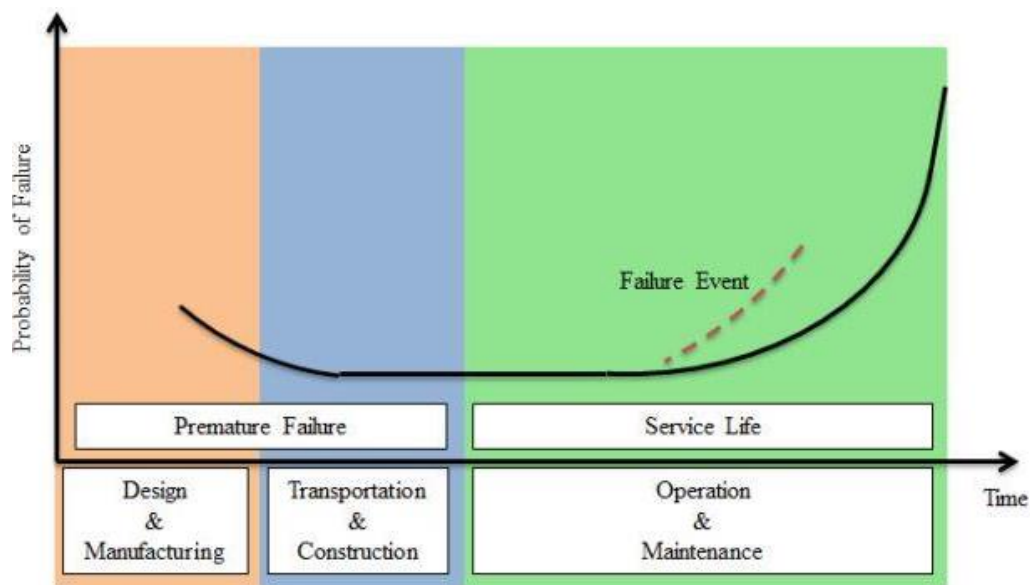 Probability of Failure
Failure Event
Premature Failure
Service Life
Design
&
Manufacturing
Transportation
&
Construction
Operation
&
Maintenance
Time